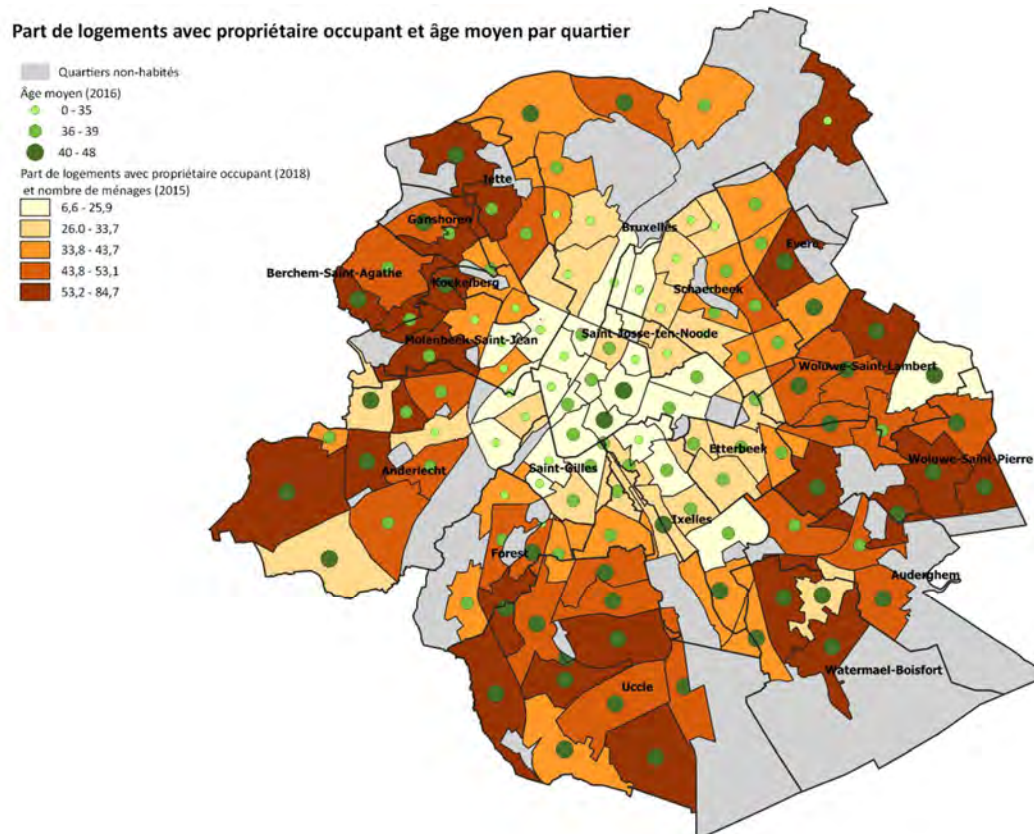 Part de logements avec propriétaire occupant et âge moyen par quartier
Quartiers non-habités
Âge moyen (2016)
0 - 35
36 - 39
40 - 48
Part de logements avec propriétaire occupant (2018)
et nombre de ménages (2015)
6,6 - 25,9
26.0 - 33,7
33,8 - 43,7
43,8 - 53,1
53,2 - 84,7
Jette
Ganshoren
Bruxelles
Evere
Berchem-Saint-Agathe
Koekelberg
Schaerbeek
Molenbeek-Saint-Jean
Saint-Josse-ten-Noode
Woluwe-Saint-Lambert
Anderlecht
Saint-Gilles
Etterbeek
Woluwe-Saint-Pierre
Ixelles
Forest
Auderghem
Watermael-Boisfort
Uccle